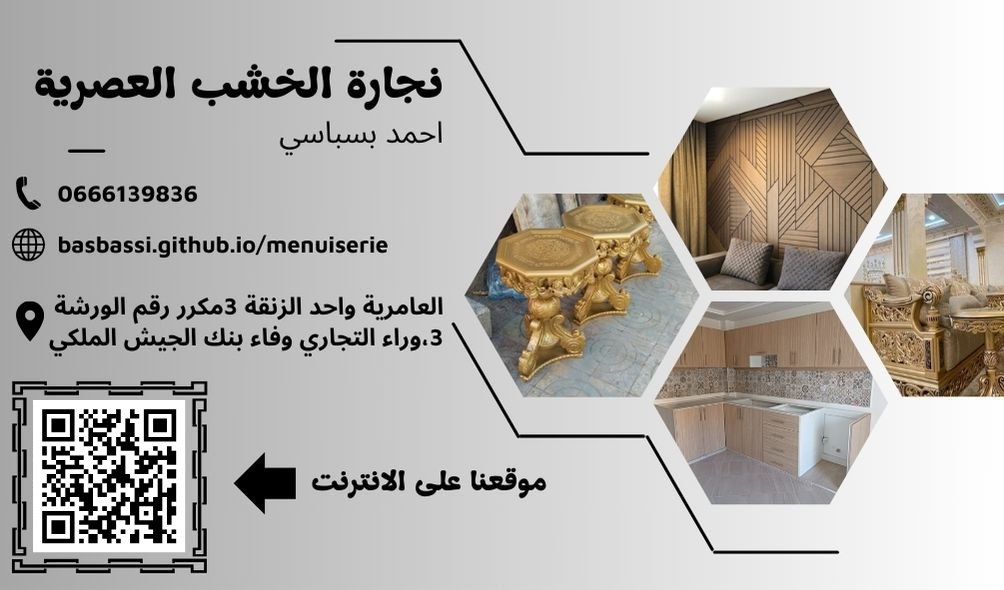 نجارة الخشب العصرية
احمد بسباسي
0666139836
basbassi.github.io/menuiserie
العامرية واحد الزنقة 3مكرر رقم الورشة
3،وراء التجاري وفاء بنك الجيش الملكي
موقعنا على الانترنت